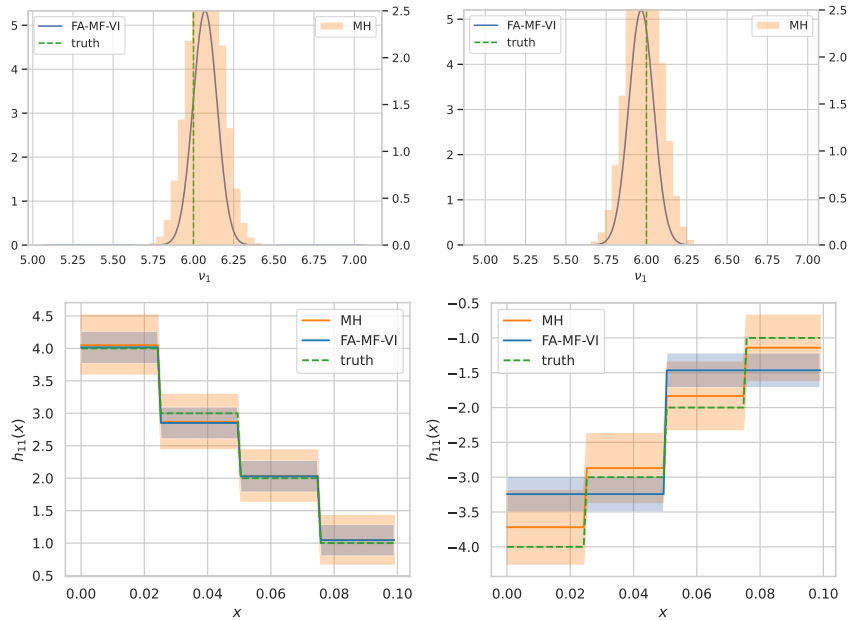 FA-MF-VI
truth
MH
5
4
3
2
1
0
2.5
2.0
1.5
1.0
0.5
0.0
5.00 5.25 5.50 5.75 6.00 6.25 6.50 6.75 7.00
ν₁
FA-MF-VI
truth
MH
5
4
3
2
1
0
2.5
2.0
1.5
1.0
0.5
0.0
5.00 5.25 5.50 5.75 6.00 6.25 6.50 6.75 7.00
ν₁
MH
FA-MF-VI
truth
4.5
4.0
3.5
3.0
2.5
2.0
1.5
1.0
0.5
h₁₁(x)
0.00 0.02 0.04 0.06 0.08 0.10
x
MH
FA-MF-VI
truth
−0.5
−1.0
−1.5
−2.0
−2.5
−3.0
−3.5
−4.0
h₁₁(x)
0.00 0.02 0.04 0.06 0.08 0.10
x